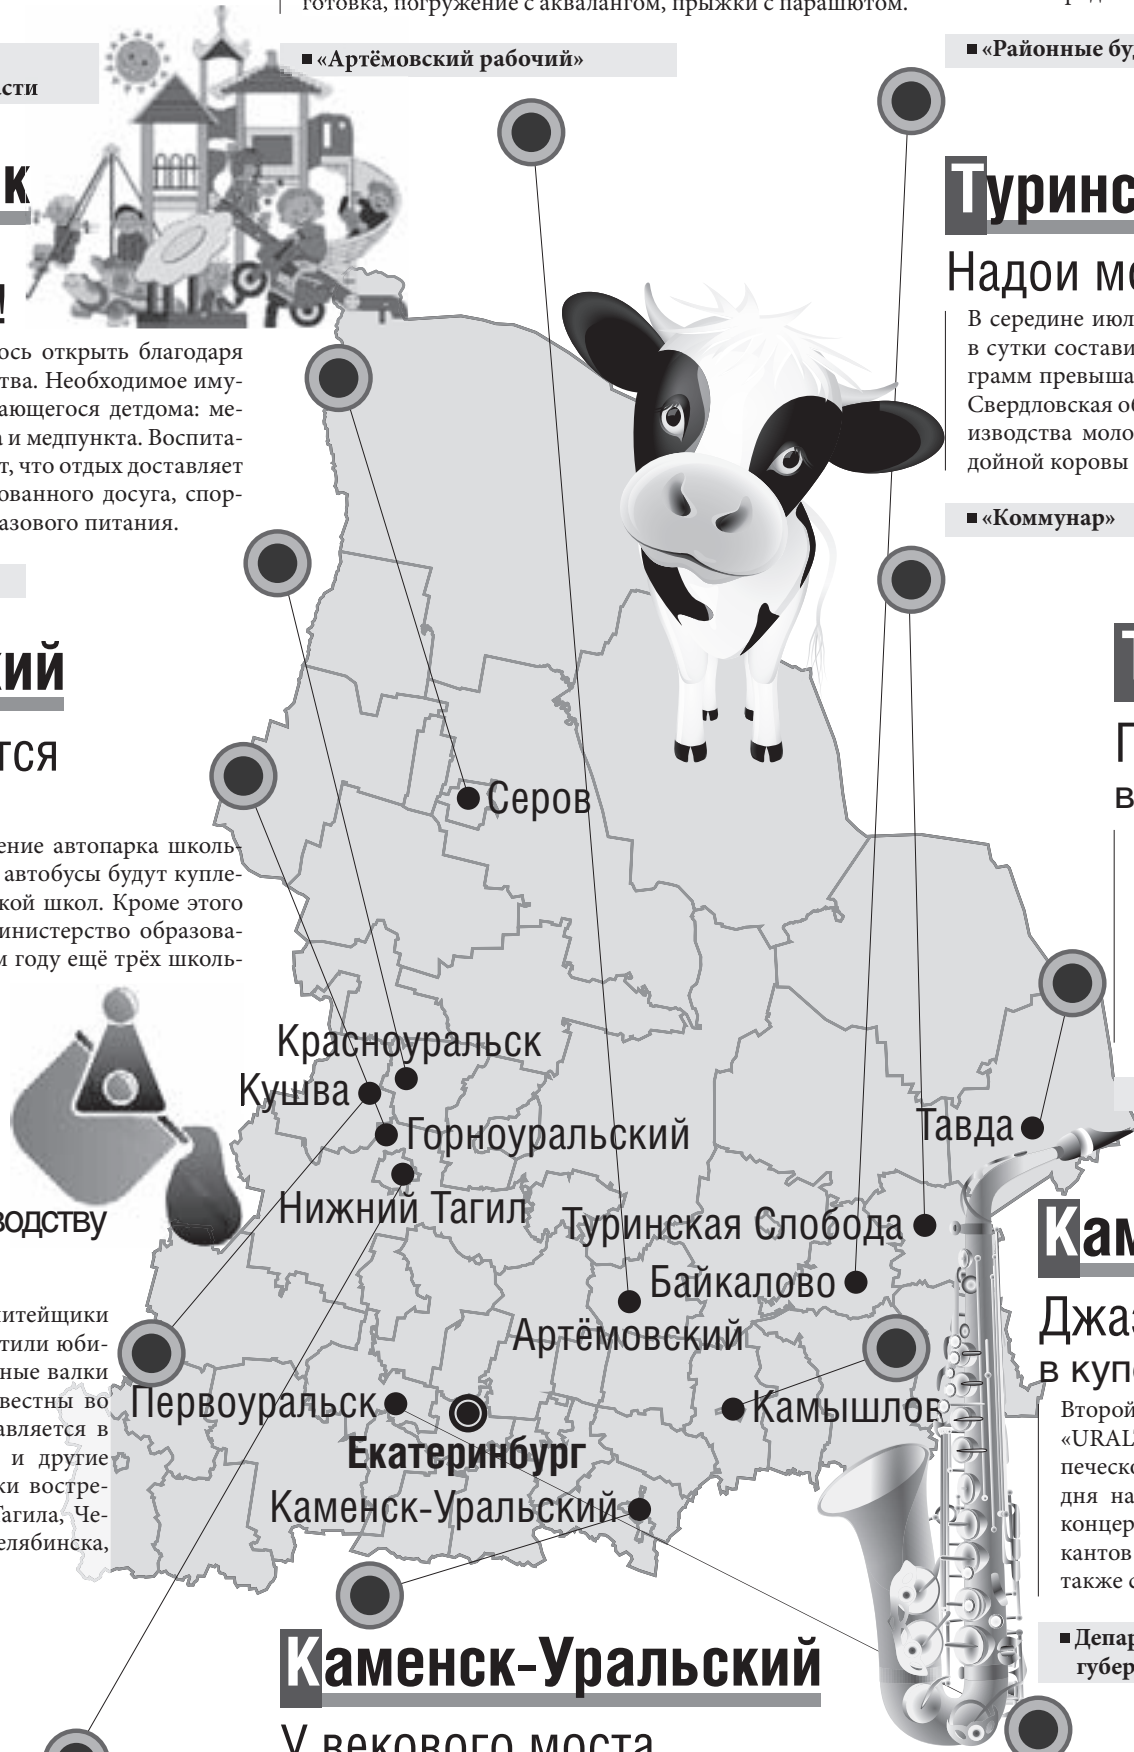 готовка, погружение с аквалангом, прыжки с парашютом.
«Артёмовский рабочий»
«Районные
сти
к
!
ось открыть благодаря
тва. Необходимое иму-
ающегося детдома: ме-
а и медпункта. Воспита-
т, что отдых доставляет
ованного досуга, спор-
азового питания.
кий
тся
ение автопарка школь-
автобусы будут купле-
кой школ. Кроме этого
инистерство образова-
м году ещё трёх школь-
водству
итейщики
тили юби-
ные валки
вестны во
авляется в
и другие
ки востре-
Тагила, Че-
елябинска,
Туринс
Надои
В середине июл
в сутки состави
грамм превыша
Свердловская об
изводства моло
дойной коровы
«Коммунар»
Т
П
в
Серов
Красноуральск
Кушва
Горноуральский
Нижний Тагил
Тавда
Туринская Слобода
Байкалово
Артёмовский
Первоуральск
Екатеринбург
Камышлов
Каменск-Уральский
Кам
Джаз
в куп
Второй
«URAL
печеско
дня на
концер
кантов
также с
Депар
губер
Каменск-Уральский
У векового моста